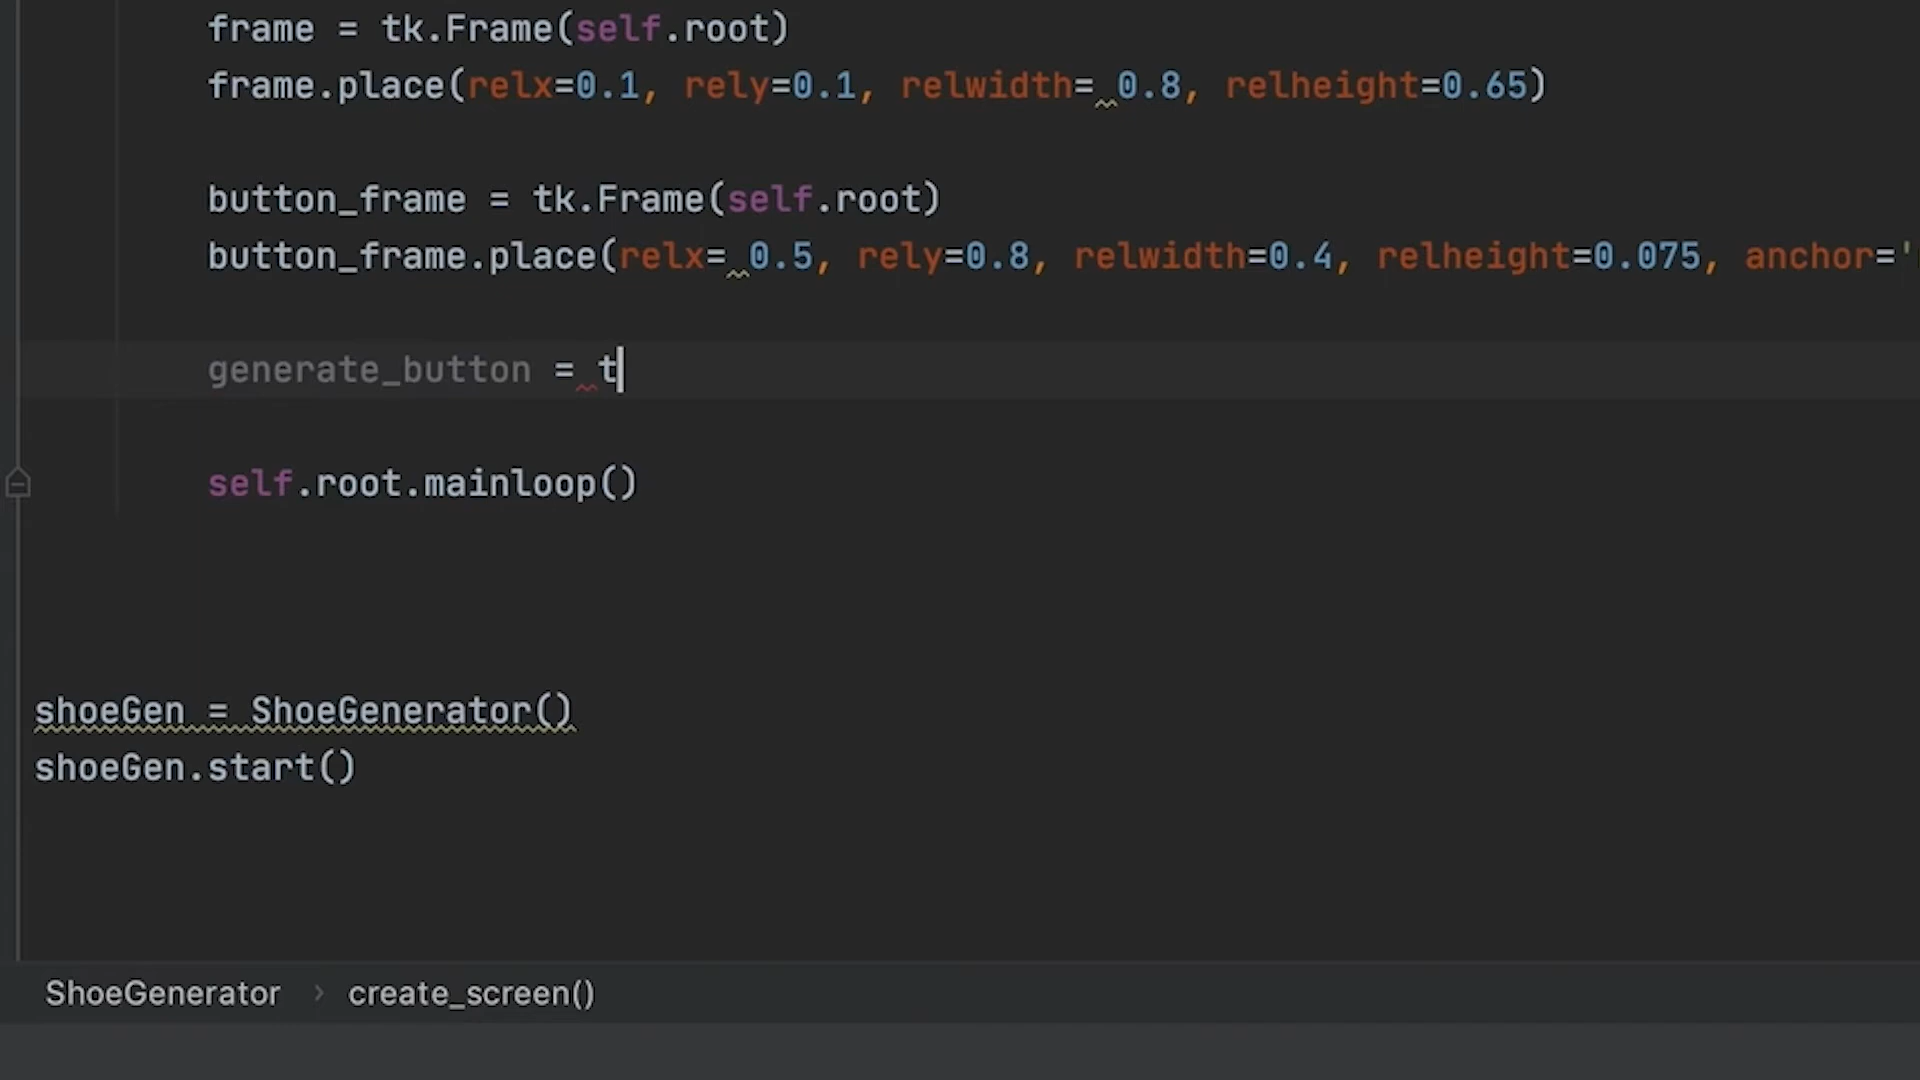 frame = tk.Frame(self.root)
frame.place(relx=0.1, rely=0.1, relwidth= 0.8, relheight=0.65)
button_frame = tk.Frame(self.root)
button_frame.place(relx= 0.5, rely=0.8, relwidth=0.4, relheight=0.075, anchor='
generate_button = t
self.root.mainloop()
shoeGen = ShoeGenerator()
shoeGen.start()
ShoeGenerator › create_screen()